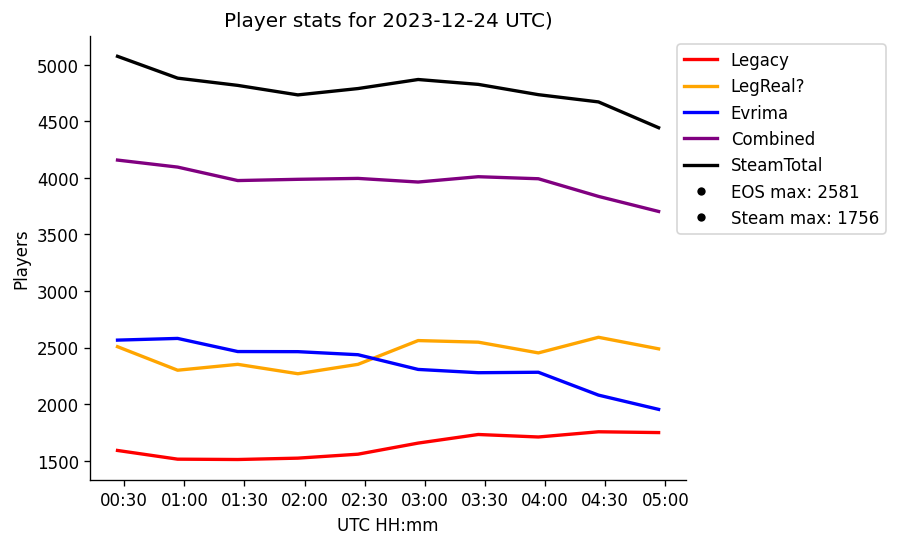 Player stats for 2023-12-24 UTC)
Legacy
LegReal?
Evrima
Combined
SteamTotal
EOS max: 2581
Steam max: 1756
Players
5000
4500
4000
3500
3000
2500
2000
1500
00:30 01:00 01:30 02:00 02:30 03:00 03:30 04:00 04:30 05:00
UTC HH:mm